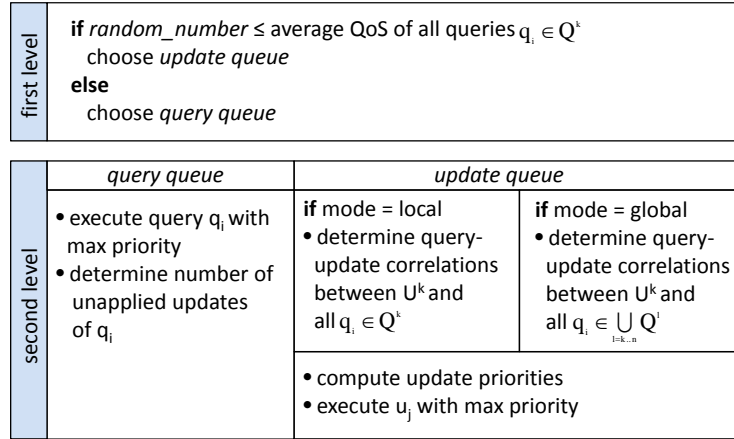 first level
if random_number ≤ average QoS of all queries qᵢ ∈ Qᵏ
choose update queue
else
choose query queue
second level
query queue
• execute query qᵢ with
max priority
• determine number of
unapplied updates
of qᵢ
update queue
if mode = local
• determine query-
update correlations
between Uᵏ and
all qᵢ ∈ Qᵏ
if mode = global
• determine query-
update correlations
between Uᵏ and
all qᵢ ∈ ⋃ Qˡ
l=k..n
• compute update priorities
• execute uⱼ with max priority